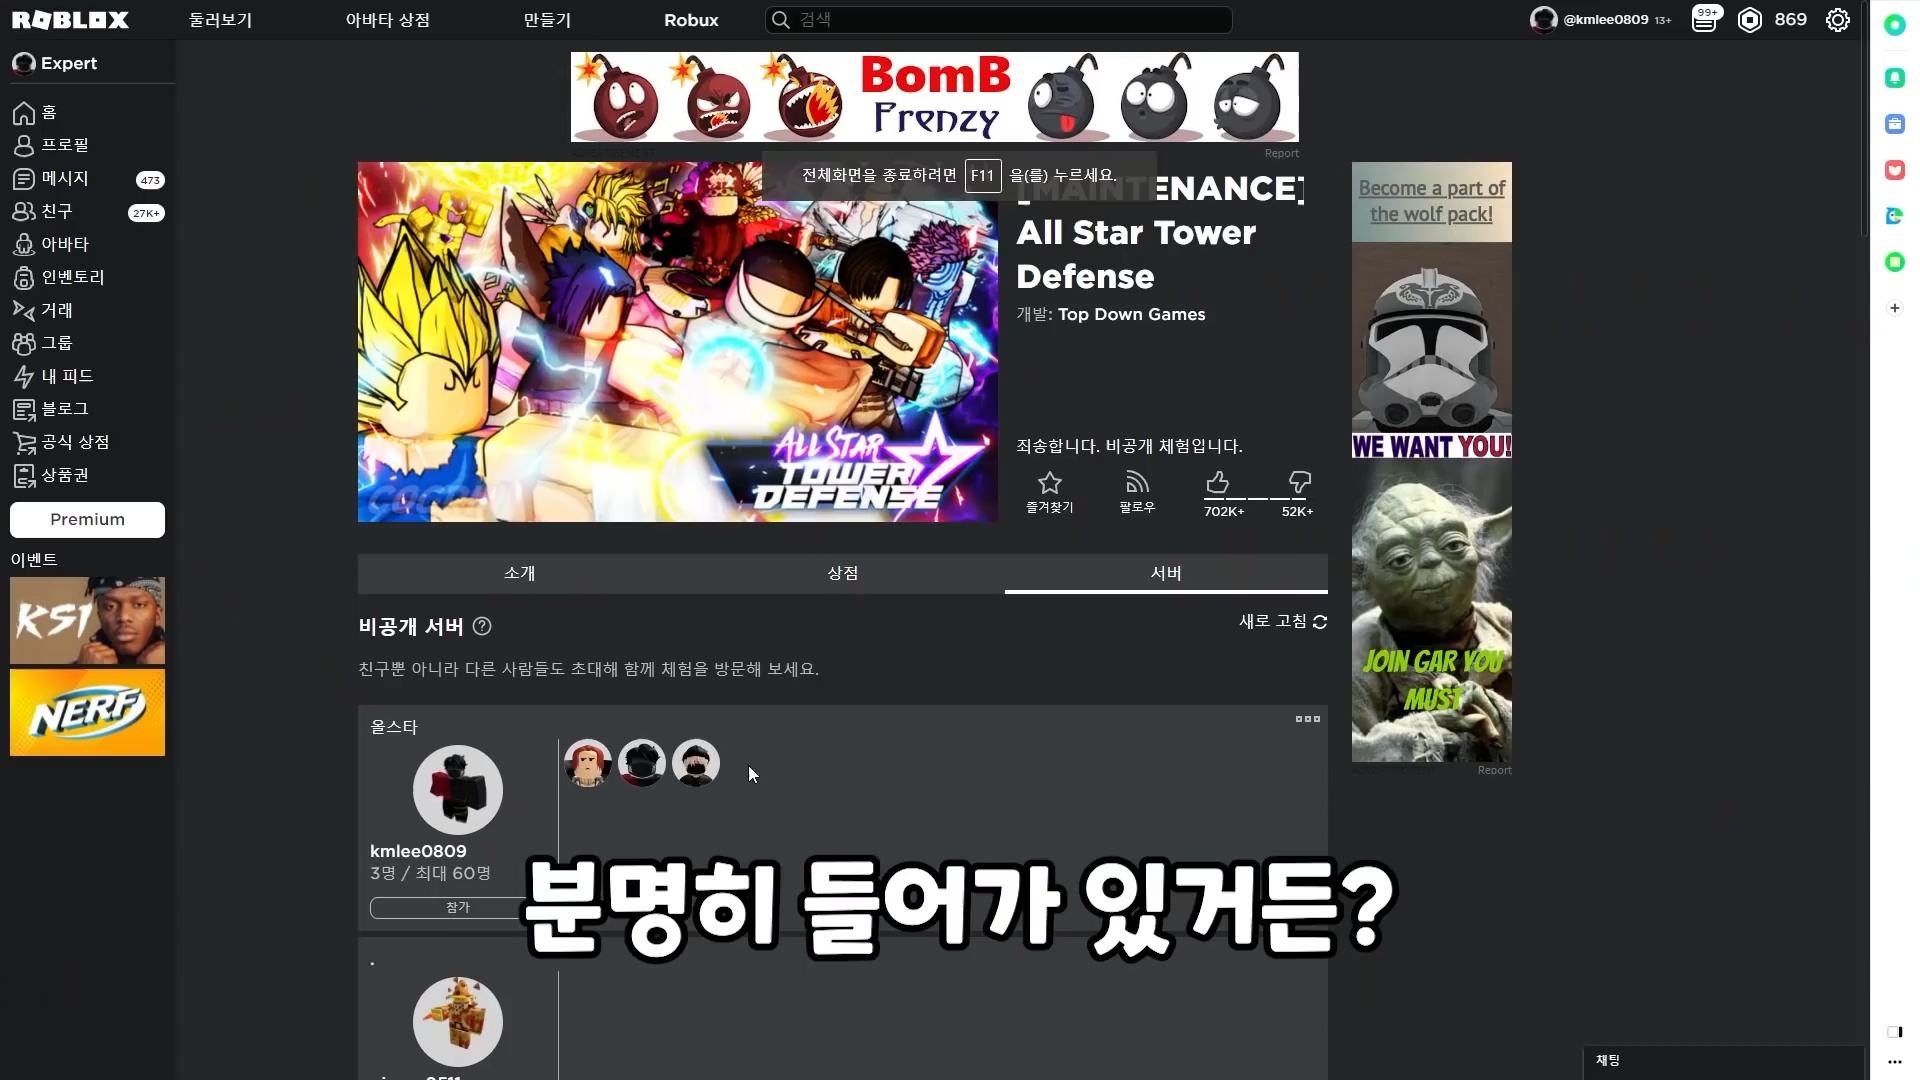 ROBLOX
둘러보기
아바타 상점
만들기
Robux
검색
@kmlee0809 13+
99+
869
Expert
홈
프로필
메시지
473
친구
27K+
아바타
인벤토리
거래
그룹
내 피드
블로그
공식 상점
상품권
Premium
이벤트
KSI
NERF
BomB
Frenzy
Report
전체화면을 종료하려면 F11 을(를) 누르세요.
[MAINTENANCE]
All Star Tower
Defense
개발: Top Down Games
죄송합니다. 비공개 체험입니다.
즐겨찾기
팔로우
702K+
52K+
ALL STAR
TOWER
DEFENSE
소개
상점
서버
비공개 서버
새로 고침
친구뿐 아니라 다른 사람들도 초대해 함께 체험을 방문해 보세요.
올스타
kmlee0809
3명 / 최대 60명
참가
분명히 들어가 있거든?
.
Become a part of
the wolf pack!
WE WANT YOU!
JOIN GAR YOU
MUST
Report
채팅